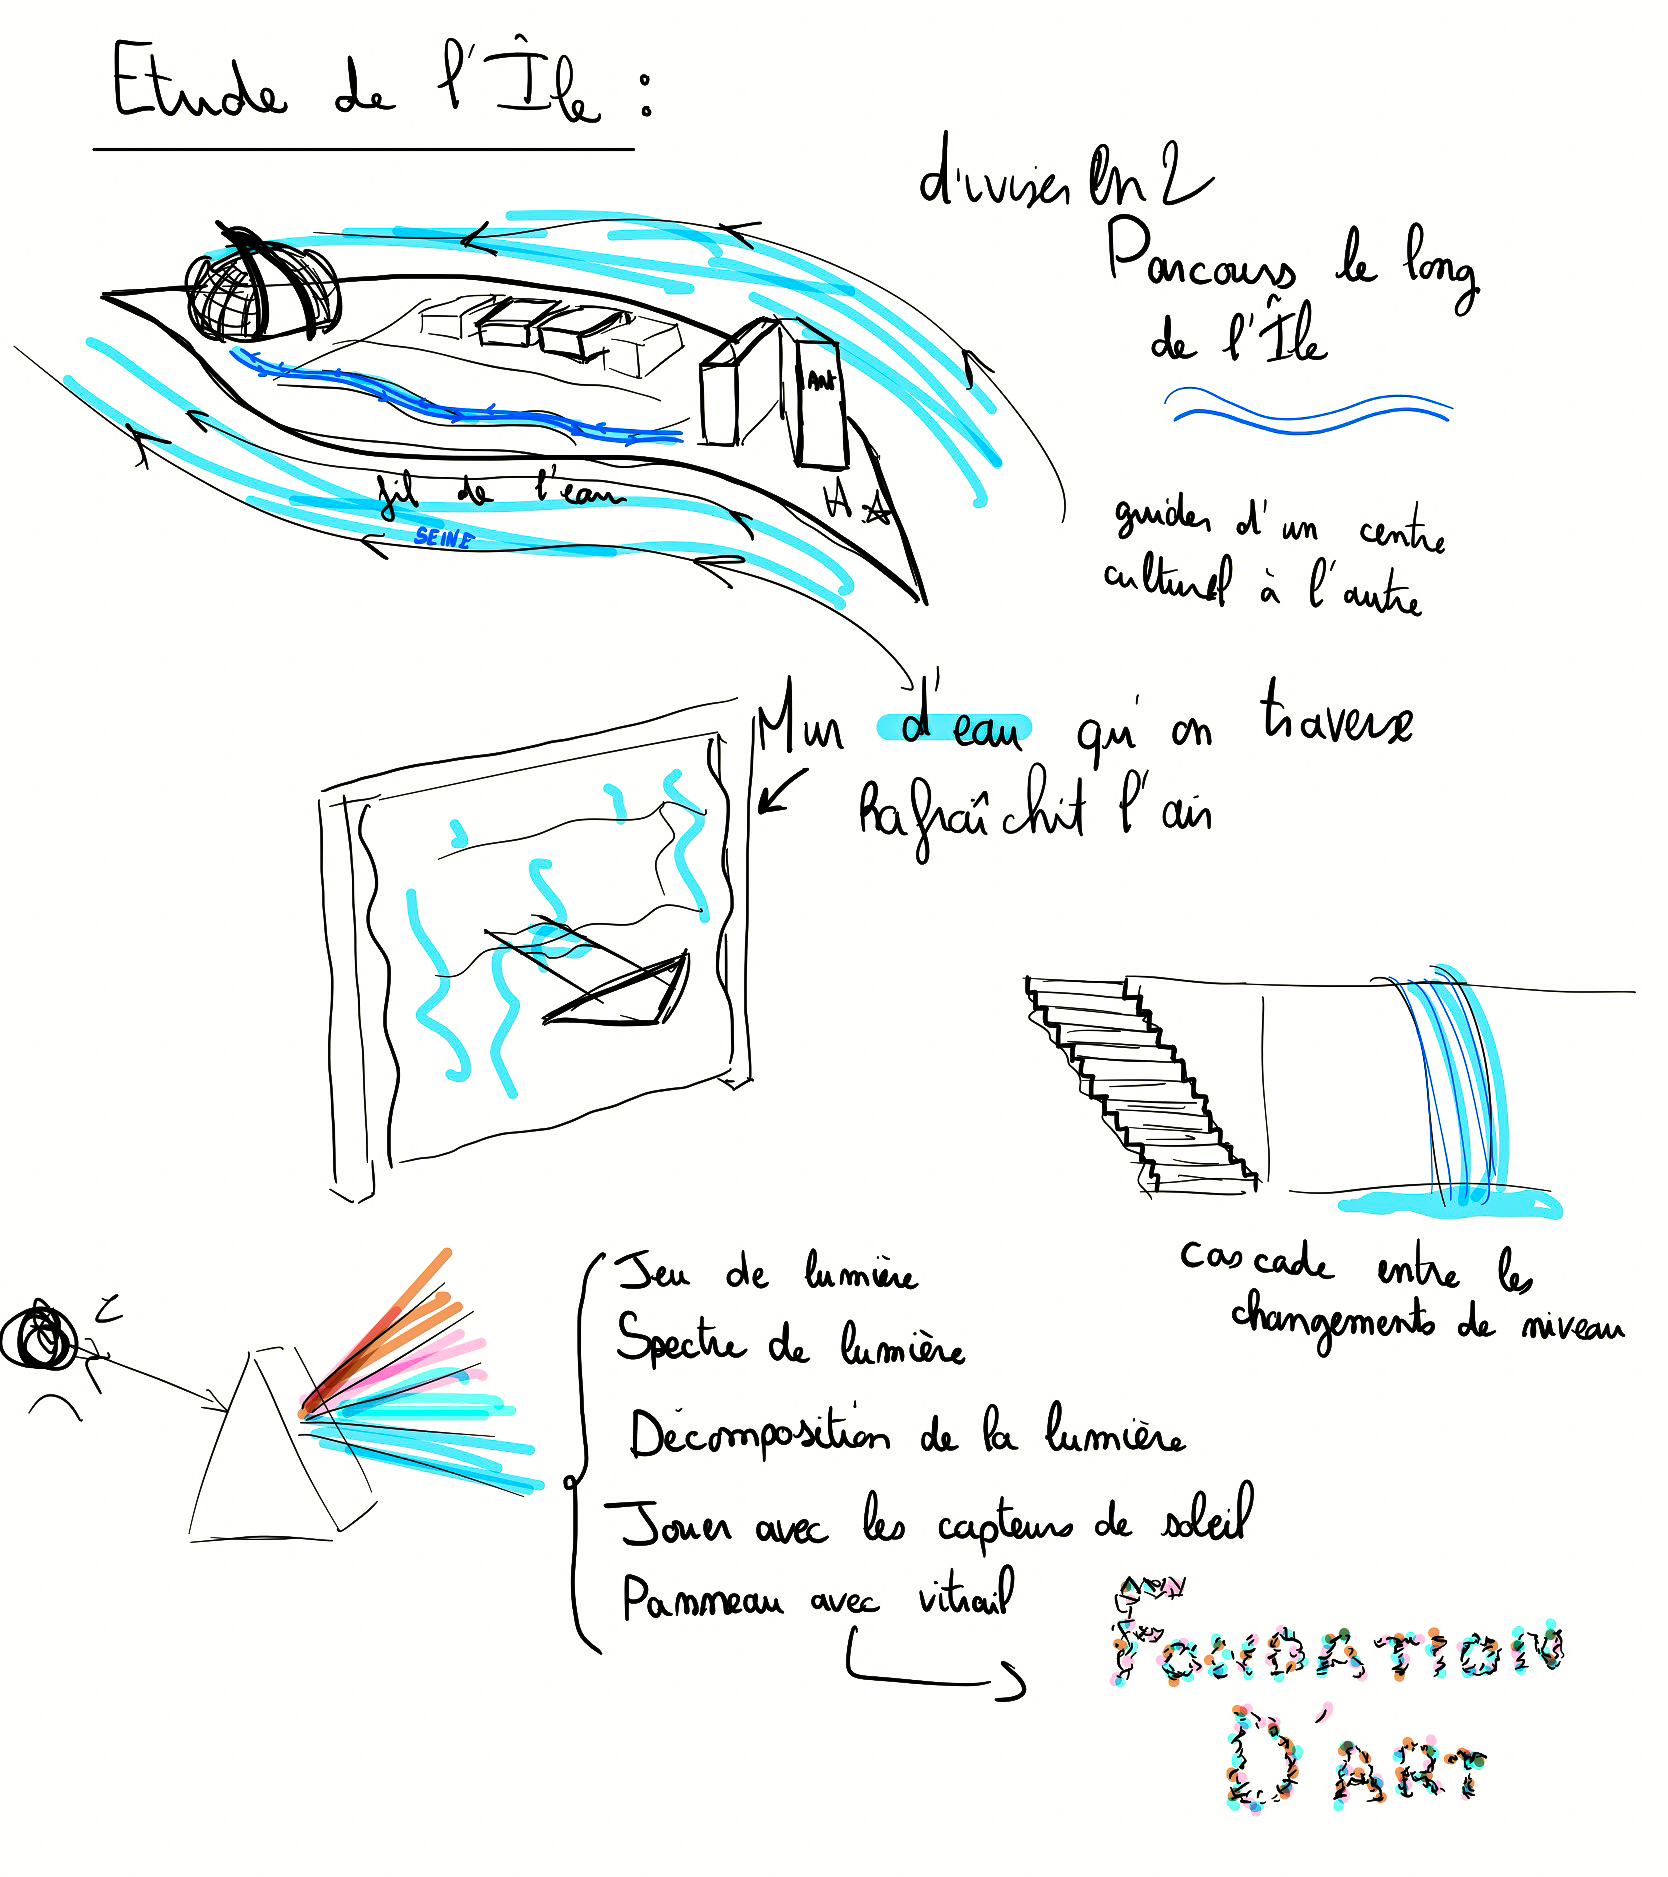 Etude de l'Île :
diviser en 2
Parcours le long
de l'Île
ART
fil de l'eau
SEINE
guider d'un centre
culturel à l'autre
Mur d'eau qu'on traverse
Rafraîchit l'air
cascade entre les
changements de niveau
Jeu de lumière
Spectre de lumière
Décomposition de la lumière
Jouer avec les capteurs de soleil
Panneau avec vitrail
FONDATION
D'ART